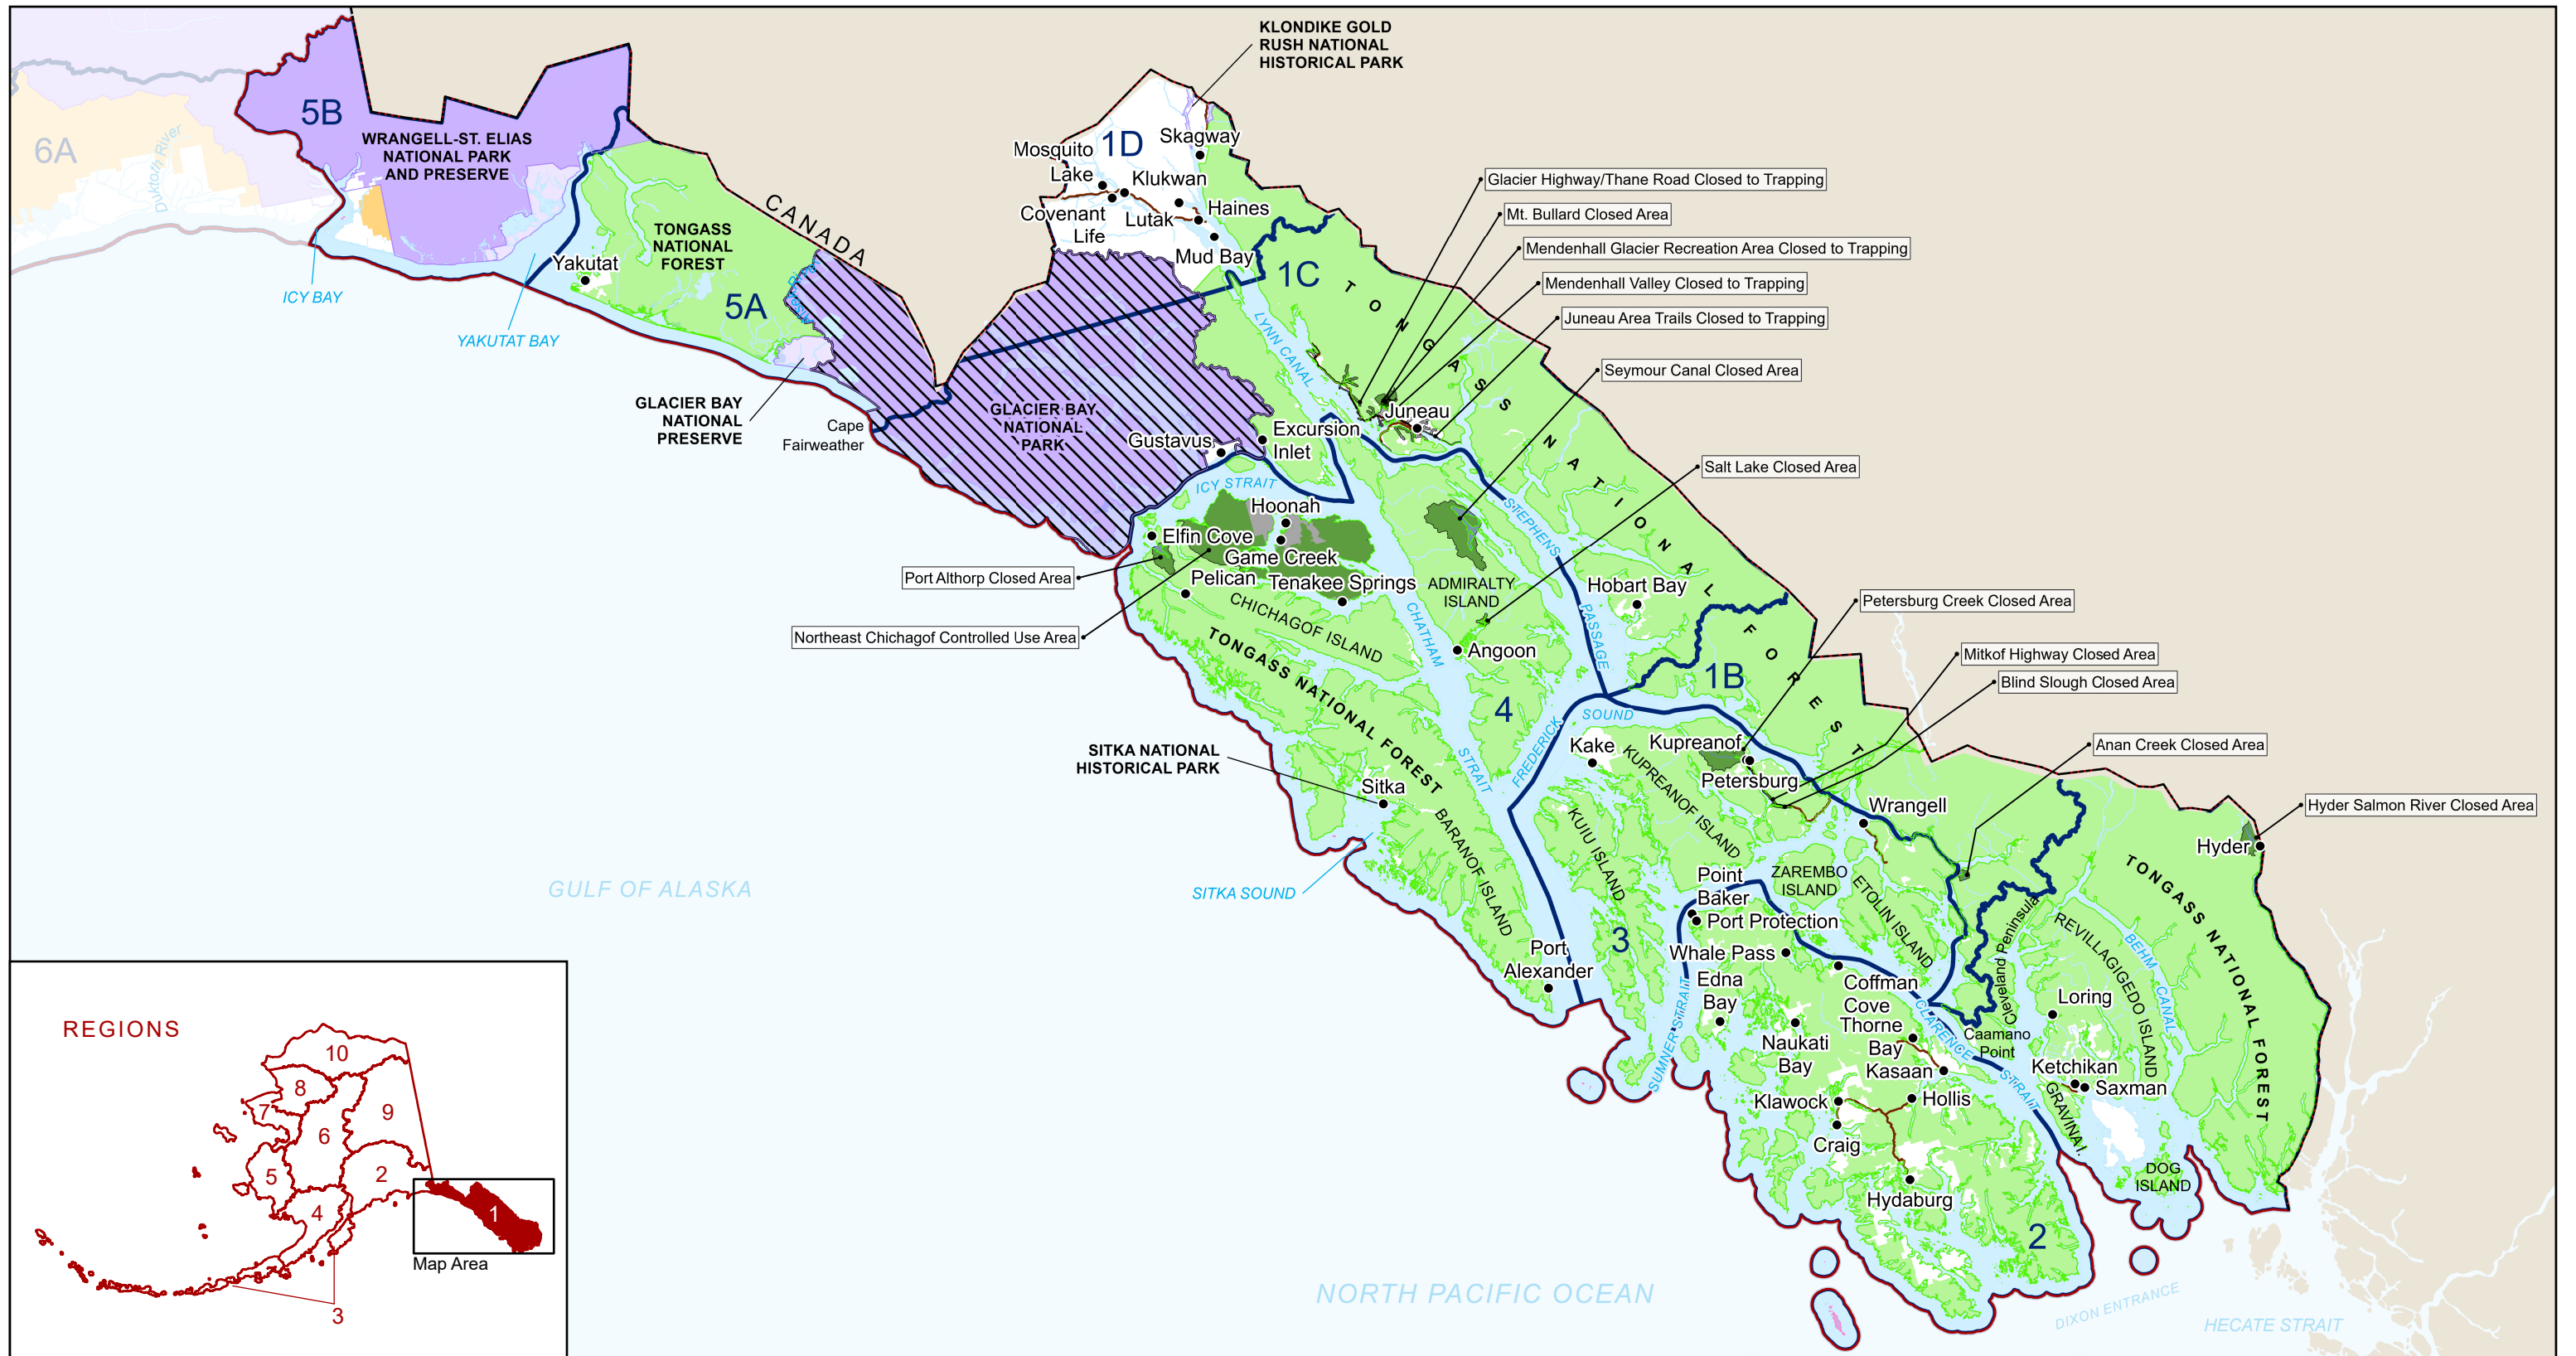 KLONDIKE GOLD
RUSH NATIONAL
HISTORICAL PARK
5B
6A
Duktoth River
WRANGELL-ST. ELIAS
NATIONAL PARK
AND PRESERVE
1D
Skagway
Mosquito
Lake
Klukwan
Covenant
Life
Lutak
Haines
Mud Bay
CANADA
TONGASS
NATIONAL
FOREST
Yakutat
5A
ICY BAY
YAKUTAT BAY
GLACIER BAY
NATIONAL
PRESERVE
Cape
Fairweather
GLACIER BAY
NATIONAL
PARK
1C
LYNN CANAL
TONGASS NATIONAL FOREST
Glacier Highway/Thane Road Closed to Trapping
Mt. Bullard Closed Area
Mendenhall Glacier Recreation Area Closed to Trapping
Mendenhall Valley Closed to Trapping
Juneau Area Trails Closed to Trapping
Seymour Canal Closed Area
Salt Lake Closed Area
Juneau
Gustavus
Excursion
Inlet
ICY STRAIT
Hoonah
Elfin Cove
Game Creek
Pelican
Tenakee Springs
Port Althorp Closed Area
Northeast Chichagof Controlled Use Area
CHICHAGOF ISLAND
TONGASS NATIONAL FOREST
ADMIRALTY
ISLAND
Angoon
CHATHAM
STRAIT
STEPHENS
PASSAGE
Hobart Bay
4
1B
Petersburg Creek Closed Area
Mitkof Highway Closed Area
Blind Slough Closed Area
Anan Creek Closed Area
Hyder Salmon River Closed Area
SITKA NATIONAL
HISTORICAL PARK
Sitka
SITKA SOUND
BARANOF ISLAND
FREDERICK
SOUND
Kake
Kupreanof
Petersburg
KUPREANOF ISLAND
KUIU ISLAND
Wrangell
Hyder
ZAREMBO
ISLAND
ETOLIN ISLAND
Point
Baker
Port Protection
3
Port
Alexander
Whale Pass
Edna
Bay
SUMNER STRAIT
Coffman
Cove
Naukati
Bay
Thorne
Bay
Kasaan
CLARENCE
STRAIT
Klawock
Hollis
Craig
Hydaburg
2
Cleveland Peninsula
Caamano
Point
REVILLAGIGEDO ISLAND
BEHM
CANAL
TONGASS NATIONAL FOREST
Loring
Ketchikan
Saxman
GRAVINA I.
DOG
ISLAND
GULF OF ALASKA
NORTH PACIFIC OCEAN
DIXON ENTRANCE
HECATE STRAIT
REGIONS
10
8
7
9
6
5
2
4
1
3
Map Area